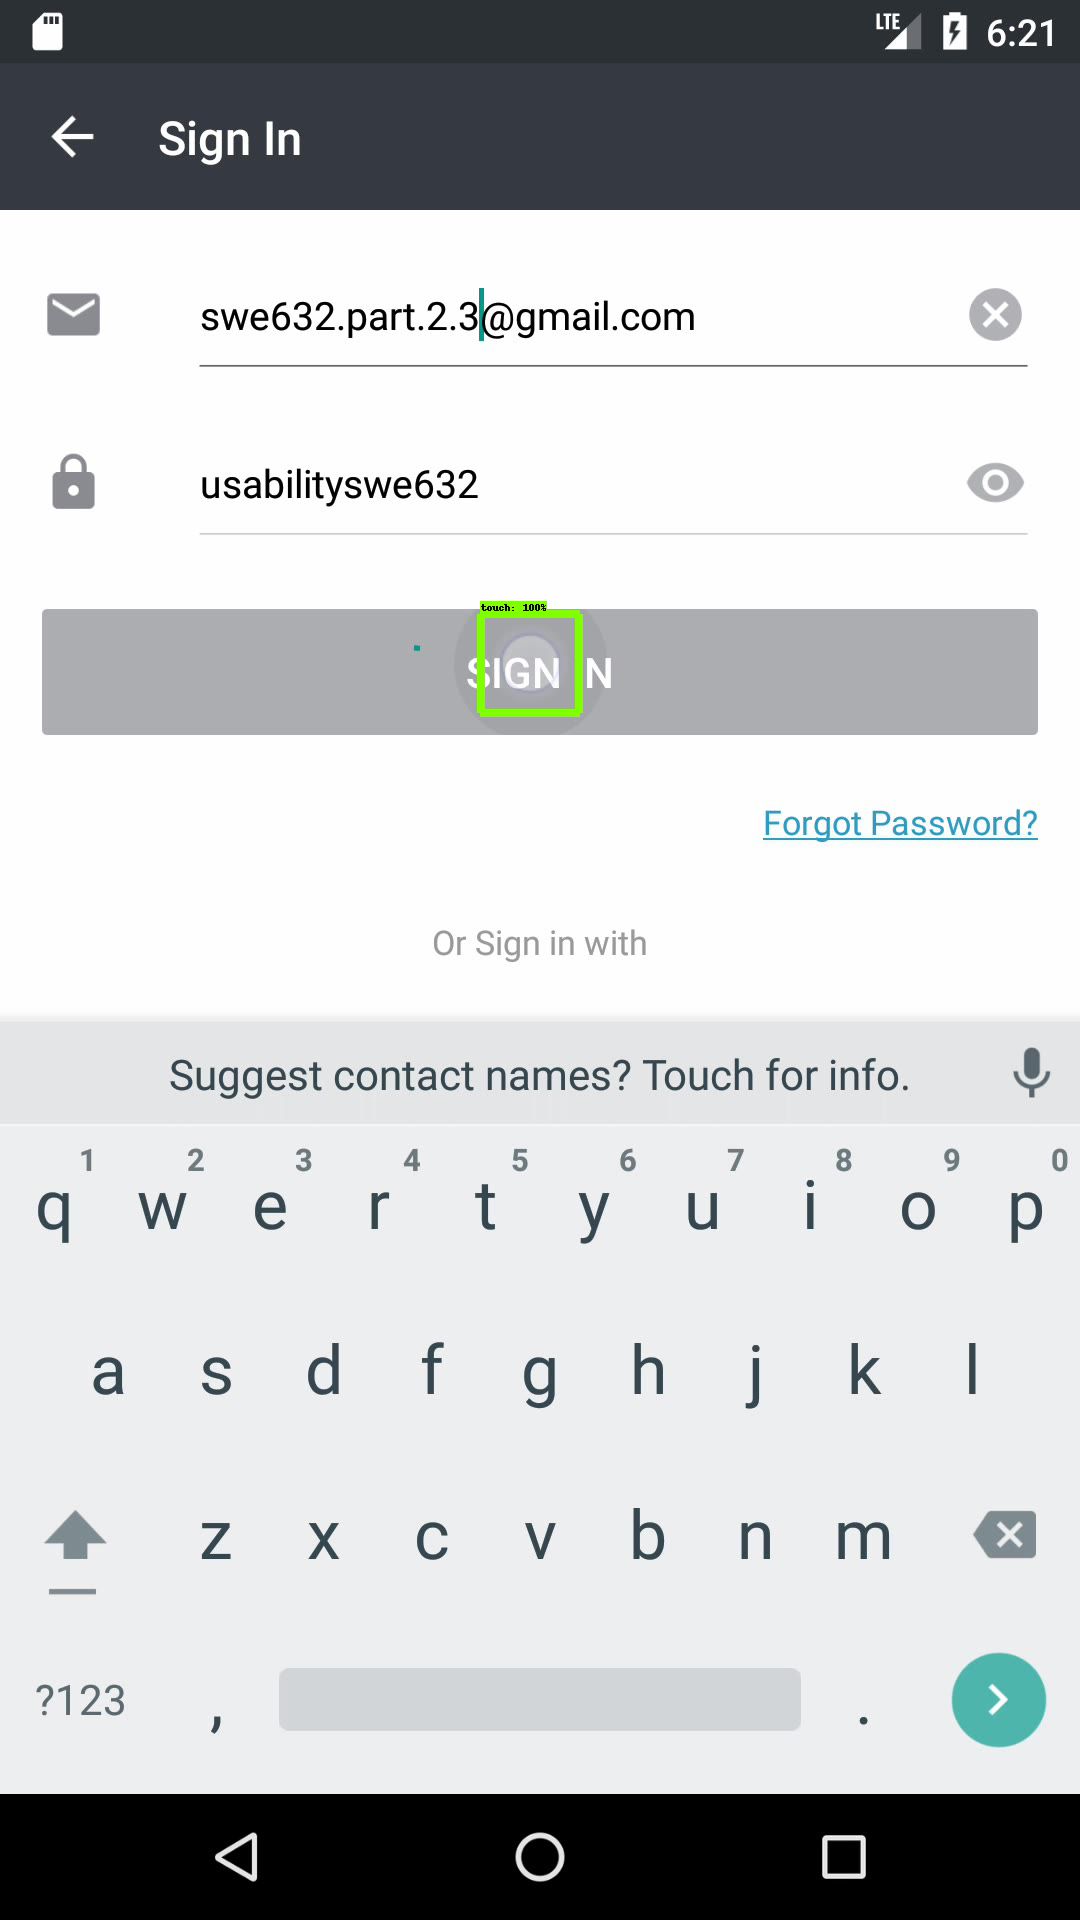 LTE 6:21
Sign In
swe632.part.2.3@gmail.com
usabilityswe632
touch: 100%
SIGN IN
Forgot Password?
Or Sign in with
Suggest contact names? Touch for info.
1 2 3 4 5 6 7 8 9 0
q w e r t y u i o p
a s d f g h j k l
z x c v b n m
?123 , .